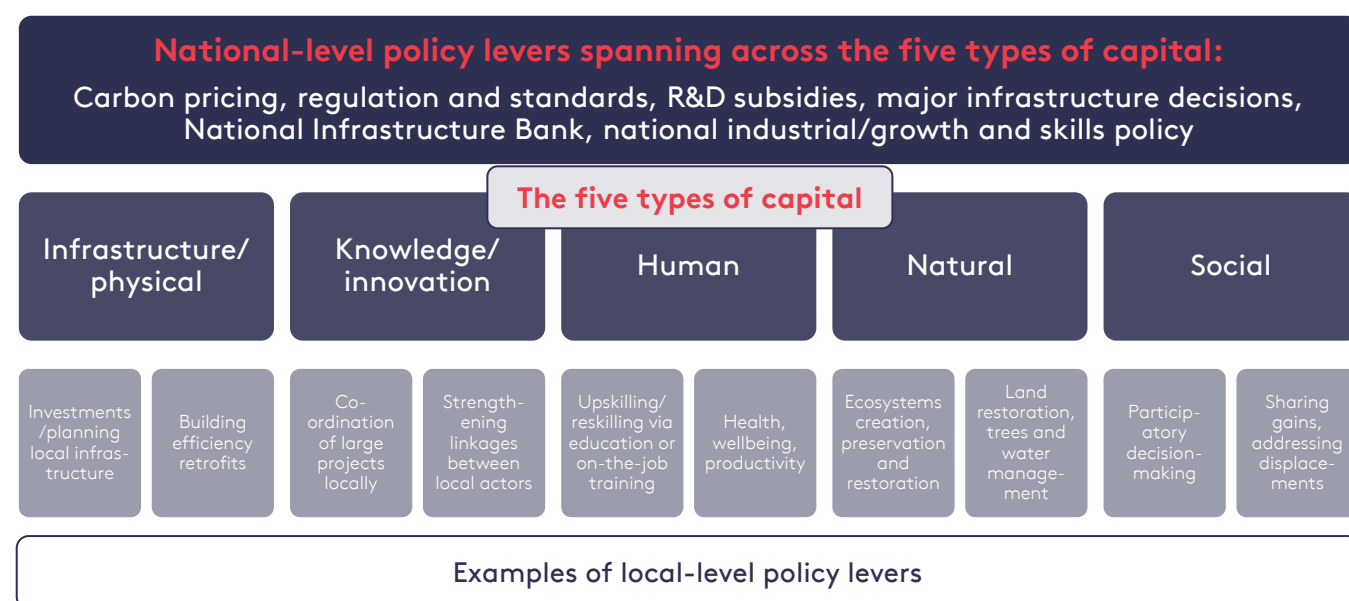 National-level policy levers spanning across the five types of capital:
Carbon pricing, regulation and standards, R&D subsidies, major infrastructure decisions,
National Infrastructure Bank, national industrial/growth and skills policy
The five types of capital
Infrastructure/
physical
Knowledge/
innovation
Human
Natural
Social
Investments
/planning
local infras-
tructure
Building
efficiency
retrofits
Co-
ordination
of large
projects
locally
Strength-
ening
linkages
between
local actors
Upskilling/
reskilling via
education or
on-the-job
training
Health,
wellbeing,
productivity
Ecosystems
creation,
preservation
and
restoration
Land
restoration,
trees and
water
manage-
ment
Particip-
atory
decision-
making
Sharing
gains,
addressing
displace-
ments
Examples of local-level policy levers